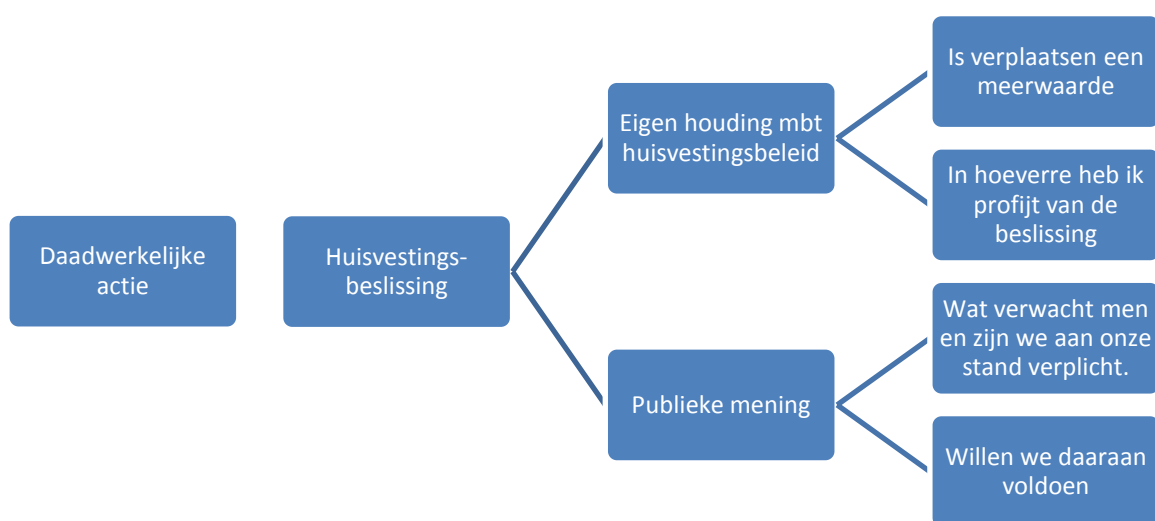 Daadwerkelijke
actie
Huisvestings-
beslissing
Eigen houding mbt
huisvestingsbeleid
Publieke mening
Is verplaatsen een
meerwaarde
In hoeverre heb ik
profijt van de
beslissing
Wat verwacht men
en zijn we aan onze
stand verplicht.
Willen we daaraan
voldoen